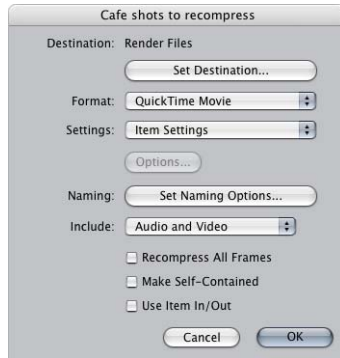 Cafe shots to recompress
Destination: Render Files
Set Destination...
Format: QuickTime Movie
Settings: Item Settings
Options...
Naming: Set Naming Options...
Include: Audio and Video
Recompress All Frames
Make Self-Contained
Use Item In/Out
Cancel OK